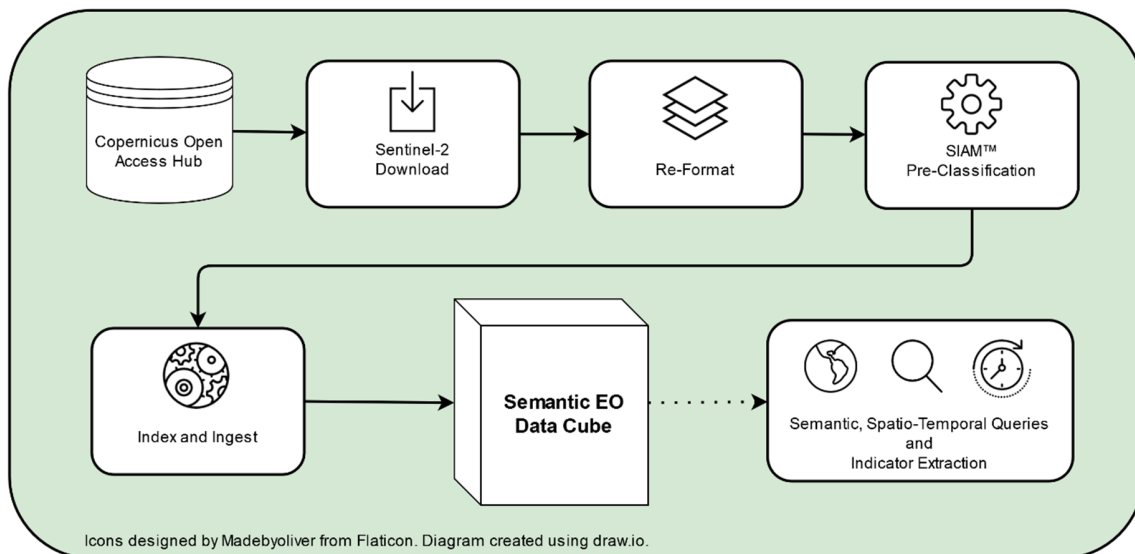 Copernicus Open
Access Hub
Sentinel-2
Download
Re-Format
SIAM™
Pre-Classification
Index and Ingest
Semantic EO
Data Cube
Semantic, Spatio-Temporal Queries
and
Indicator Extraction
Icons designed by Madebyoliver from Flaticon. Diagram created using draw.io.